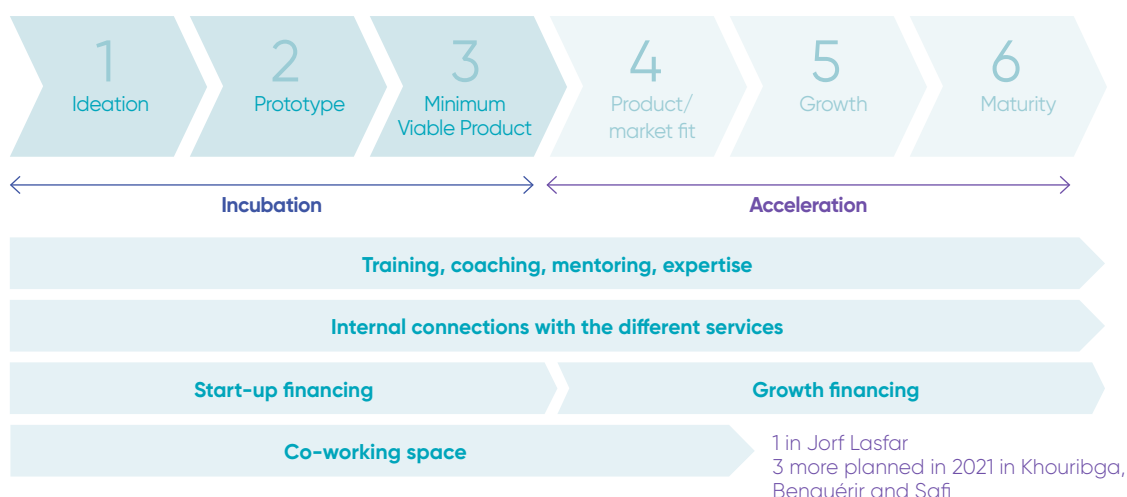 1
Ideation
2
Prototype
3
Minimum
Viable Product
4
Product/
market fit
5
Growth
6
Maturity
Incubation
Acceleration
Training, coaching, mentoring, expertise
Internal connections with the different services
Start-up financing
Growth financing
Co-working space
1 in Jorf Lasfar
3 more planned in 2021 in Khouribga,
Benguérir and Safi